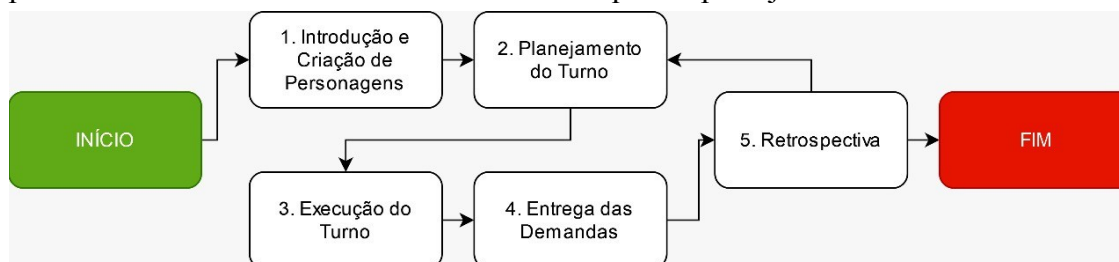 1. Introdução e
Criação de
Personagens
2. Planejamento
do Turno
INÍCIO
5. Retrospectiva
FIM
3. Execução do
Turno
4. Entrega das
Demandas